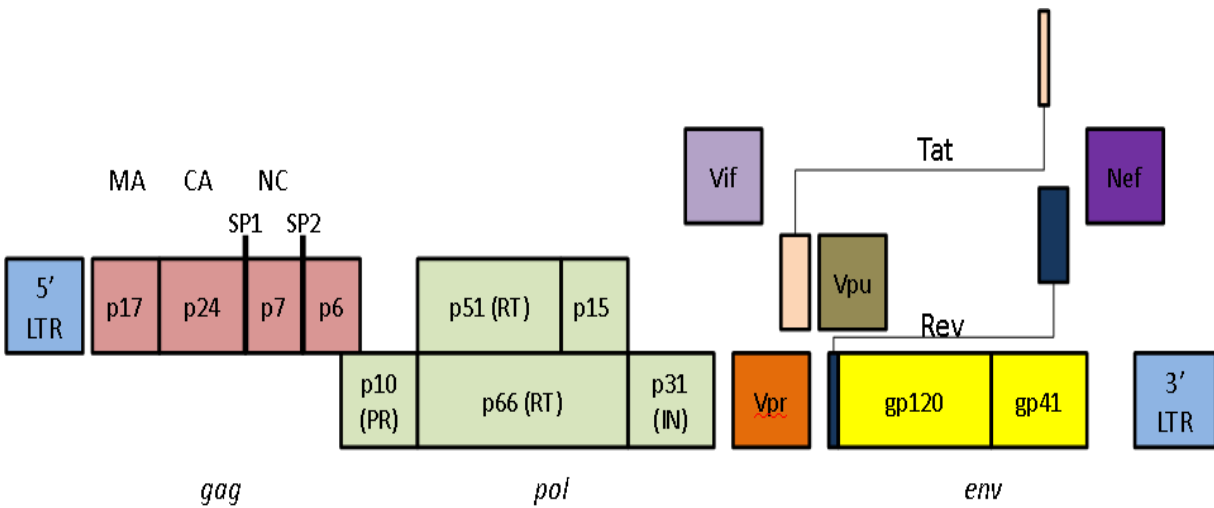 Tat
Vif
Nef
MA CA NC
SP1 SP2
5’
LTR
p17 p24 p7 p6
p51 (RT) p15
Vpu
Rev
p10
(PR)
p66 (RT)
p31
(IN)
Vpr
gp120 gp41
3’
LTR
gag pol env